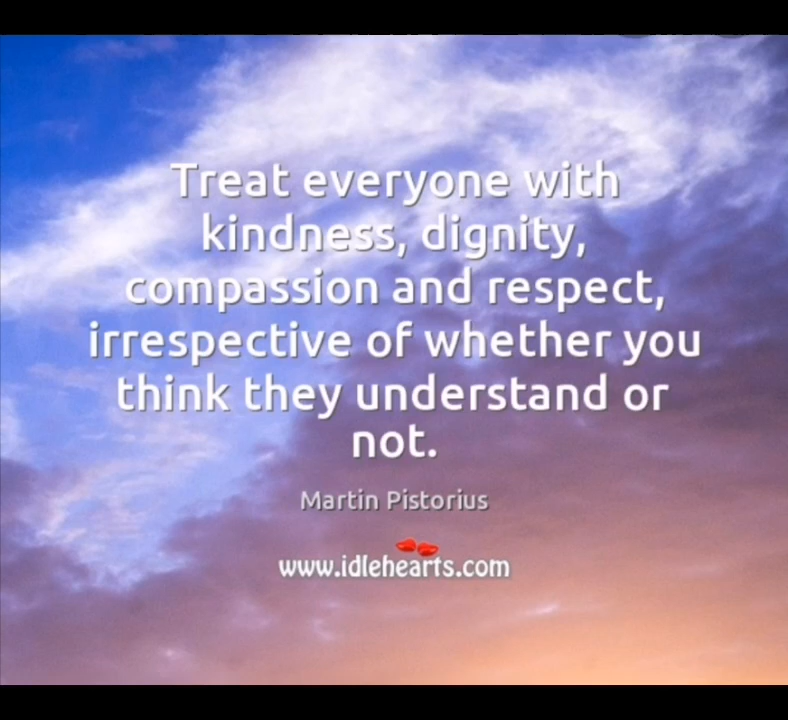 Treat everyone with
kindness, dignity,
compassion and respect,
irrespective of whether you
think they understand or
not.
Martin Pistorius
www.idlehearts.com